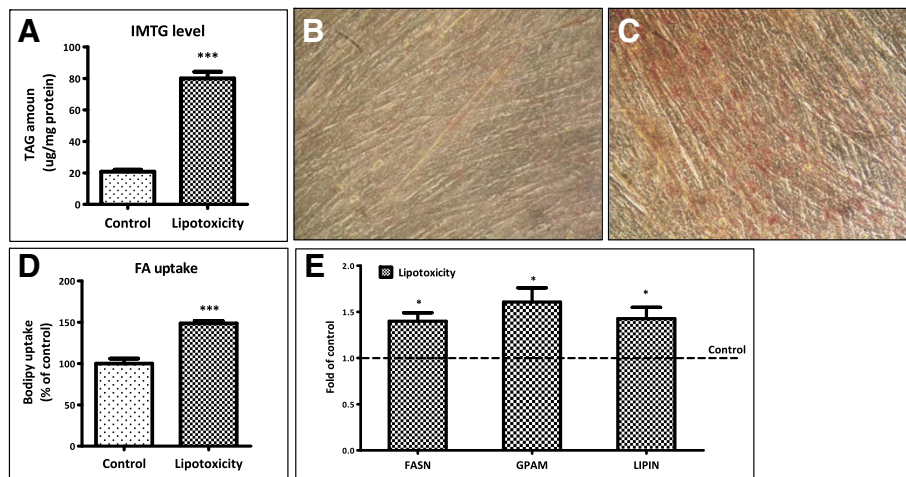 A
IMTG level
TAG amoun
(ug/mg protein)
100
80
60
40
20
0
***
Control
Lipotoxicity
B
C
D
FA uptake
Bodipy uptake
(% of control)
200
150
100
50
0
***
Control
Lipotoxicity
E
Lipotoxicity
Fold of control
2.0
1.5
1.0
0.5
0.0
*
*
*
Control
FASN
GPAM
LIPIN